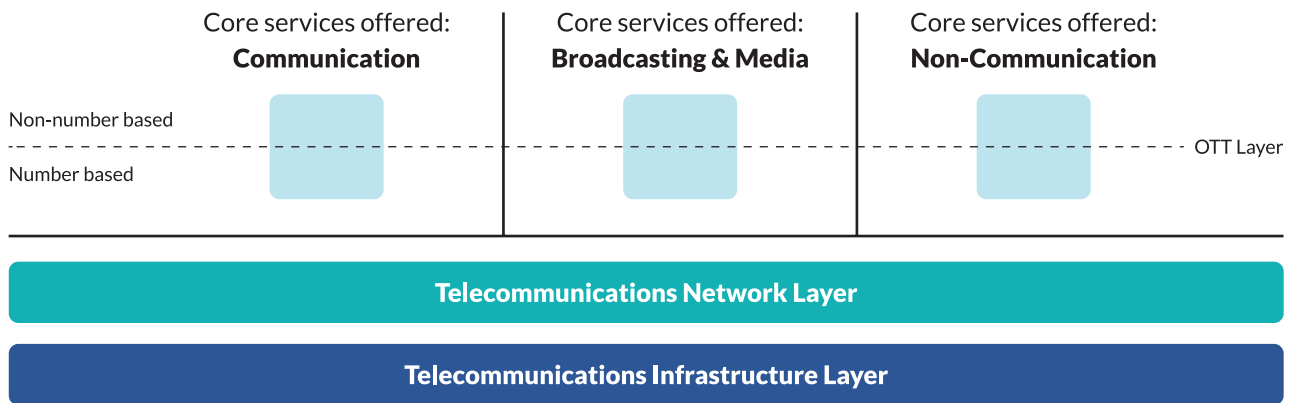 Core services offered:
Communication
Core services offered:
Broadcasting & Media
Core services offered:
Non-Communication
Non-number based
OTT Layer
Number based
Telecommunications Network Layer
Telecommunications Infrastructure Layer